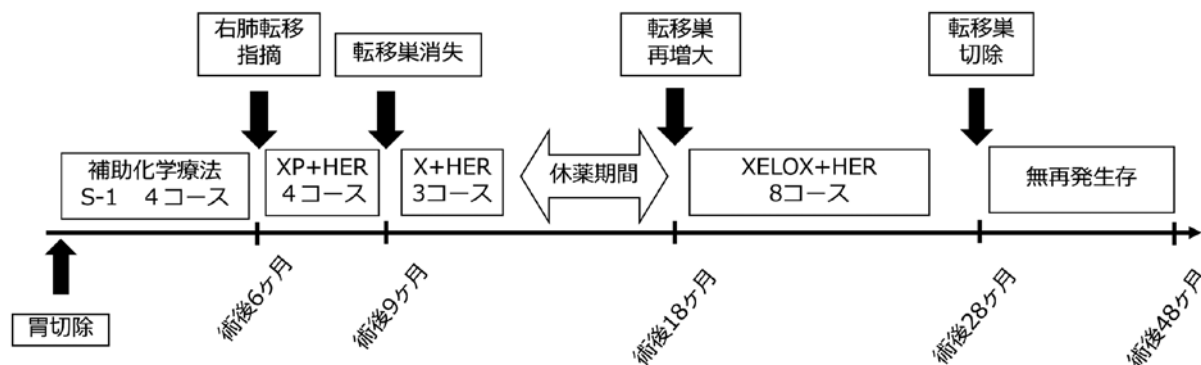 右肺転移
指摘
転移巣消失
転移巣
再増大
転移巣
切除
補助化学療法
S-1 4コース
XP+HER
4コース
X+HER
3コース
休薬期間
XELOX+HER
8コース
無再発生存
胃切除
術後6ヶ月
術後9ヶ月
術後18ヶ月
術後28ヶ月
術後48ヶ月